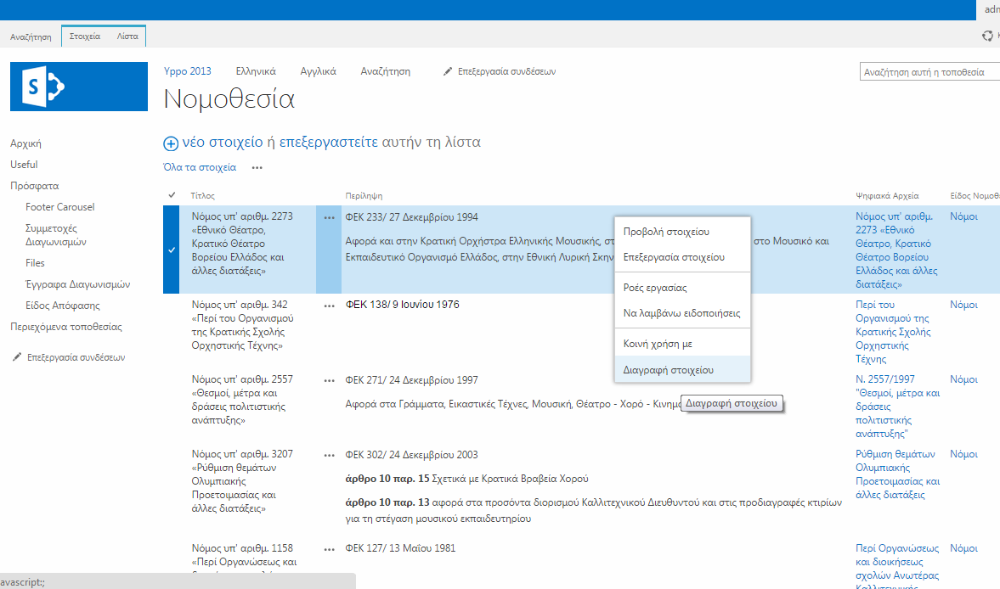 adm
Αναζήτηση Στοιχεία Λίστα
Yppo 2013 Ελληνικά Αγγλικά Αναζήτηση Επεξεργασία συνδέσεων
Αναζήτηση αυτή η τοποθεσία
S
Νομοθεσία
Αρχική
Useful
Πρόσφατα
Footer Carousel
Συμμετοχές
Διαγωνισμών
Files
Έγγραφα Διαγωνισμών
Είδος Απόφασης
Περιεχόμενα τοποθεσίας
Επεξεργασία συνδέσεων
νέο στοιχείο ή επεξεργαστείτε αυτήν τη λίστα
Όλα τα στοιχεία ...
Τίτλος Περίληψη Ψηφιακά Αρχεία Είδος Νομοθε
Νόμος υπ' αριθμ. 2273
«Εθνικό Θέατρο,
Κρατικό Θέατρο
Βορείου Ελλάδος και
άλλες διατάξεις»
...
ΦΕΚ 233/ 27 Δεκεμβρίου 1994
Αφορά και στην Κρατική Ορχήστρα Ελληνικής Μουσικής, στ στο Μουσικό και
Εκπαιδευτικό Οργανισμό Ελλάδος, στην Εθνική Λυρική Σκην
Νόμος υπ' αριθμ.
2273 «Εθνικό
Θέατρο, Κρατικό
Θέατρο Βορείου
Ελλάδος και άλλες
διατάξεις»
Νόμοι
Προβολή στοιχείου
Επεξεργασία στοιχείου
Ροές εργασίας
Να λαμβάνω ειδοποιήσεις
Κοινή χρήση με
Διαγραφή στοιχείου
Διαγραφή στοιχείου
Νόμος υπ' αριθμ. 342
«Περί του Οργανισμού
της Κρατικής Σχολής
Ορχηστικής Τέχνης»
...
ΦΕΚ 138/ 9 Ιουνίου 1976
Περί του
Οργανισμού της
Κρατικής Σχολής
Ορχηστικής
Τέχνης
Νόμοι
Νόμος υπ' αριθμ. 2557
«Θεσμοί, μέτρα και
δράσεις πολιτιστικής
ανάπτυξης»
...
ΦΕΚ 271/ 24 Δεκεμβρίου 1997
Αφορά στα Γράμματα, Εικαστικές Τέχνες, Μουσική, Θέατρο - Χορό - Κινημα
Ν. 2557/1997
"Θεσμοί, μέτρα και
δράσεις
πολιτιστικής
ανάπτυξης"
Νόμοι
Νόμος υπ' αριθμ. 3207
«Ρύθμιση θεμάτων
Ολυμπιακής
Προετοιμασίας και
άλλες διατάξεις»
...
ΦΕΚ 302/ 24 Δεκεμβρίου 2003
άρθρο 10 παρ. 15 Σχετικά με Κρατικά Βραβεία Χορού
άρθρο 10 παρ. 13 αφορά στα προσόντα διορισμού Καλλιτεχνικού Διευθυντού και στις προδιαγραφές κτιρίων
για τη στέγαση μουσικού εκπαιδευτηρίου
Ρύθμιση θεμάτων
Ολυμπιακής
Προετοιμασίας και
άλλες διατάξεις
Νόμοι
Νόμος υπ' αριθμ. 1158
«Περί Οργανώσεως και
...
ΦΕΚ 127/ 13 Μαΐου 1981
Περί Οργανώσεως
και διοικήσεως
σχολών Ανωτέρας
Καλλιτεχνικής
Νόμοι
avascript:;